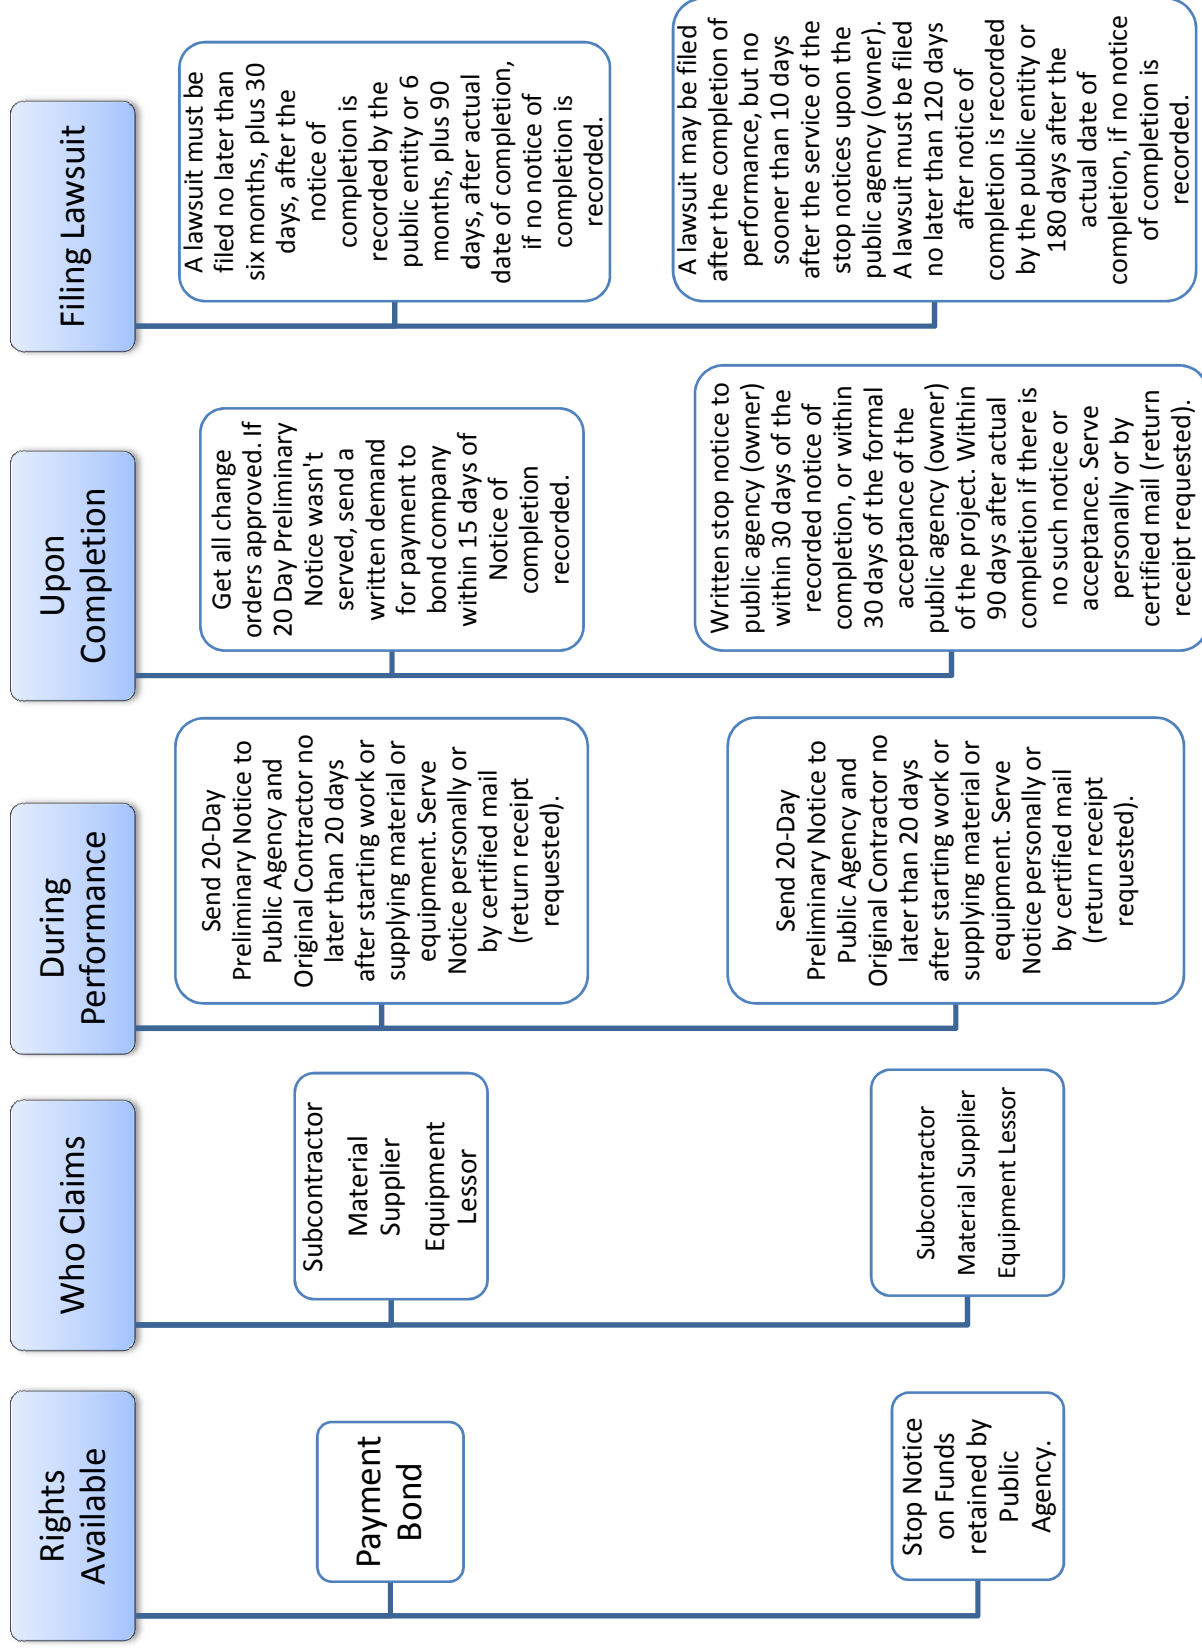 Rights
Available
Payment
Bond
Stop Notice
on Funds
retained by
Public
Agency.
Who Claims
Subcontractor
Material
Supplier
Equipment
Lessor
Subcontractor
Material Supplier
Equipment Lessor
During
Performance
Send 20-Day
Preliminary Notice to
Public Agency and
Original Contractor no
later than 20 days
after starting work or
supplying material or
equipment. Serve
Notice personally or
by certified mail
(return receipt
requested).
Send 20-Day
Preliminary Notice to
Public Agency and
Original Contractor no
later than 20 days
after starting work or
supplying material or
equipment. Serve
Notice personally or
by certified mail
(return receipt
requested).
Upon
Completion
Get all change
orders approved. If
20 Day Preliminary
Notice wasn't
served, send a
written demand
for payment to
bond company
within 15 days of
Notice of
completion
recorded.
Written stop notice to
public agency (owner)
within 30 days of the
recorded notice of
completion, or within
30 days of the formal
acceptance of the
public agency (owner)
of the project. Within
90 days after actual
completion if there is
no such notice or
acceptance. Serve
personally or by
certified mail (return
receipt requested).
Filing Lawsuit
A lawsuit must be
filed no later than
six months, plus 30
days, after the
notice of
completion is
recorded by the
public entity or 6
months, plus 90
days, after actual
date of completion,
if no notice of
completion is
recorded.
A lawsuit may be filed
after the completion of
performance, but no
sooner than 10 days
after the service of the
stop notices upon the
public agency (owner).
A lawsuit must be filed
no later than 120 days
after notice of
completion is recorded
by the public entity or
180 days after the
actual date of
completion, if no notice
of completion is
recorded.